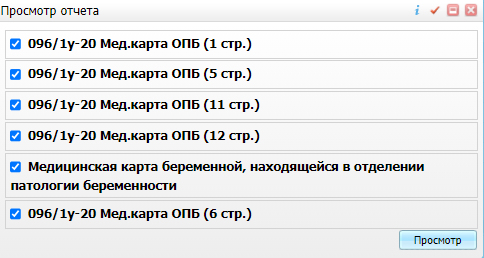 Просмотр отчета
096/1у-20 Мед.карта ОПБ (1 стр.)
096/1у-20 Мед.карта ОПБ (5 стр.)
096/1у-20 Мед.карта ОПБ (11 стр.)
096/1у-20 Мед.карта ОПБ (12 стр.)
Медицинская карта беременной, находящейся в отделении
патологии беременности
096/1у-20 Мед.карта ОПБ (6 стр.)
Просмотр